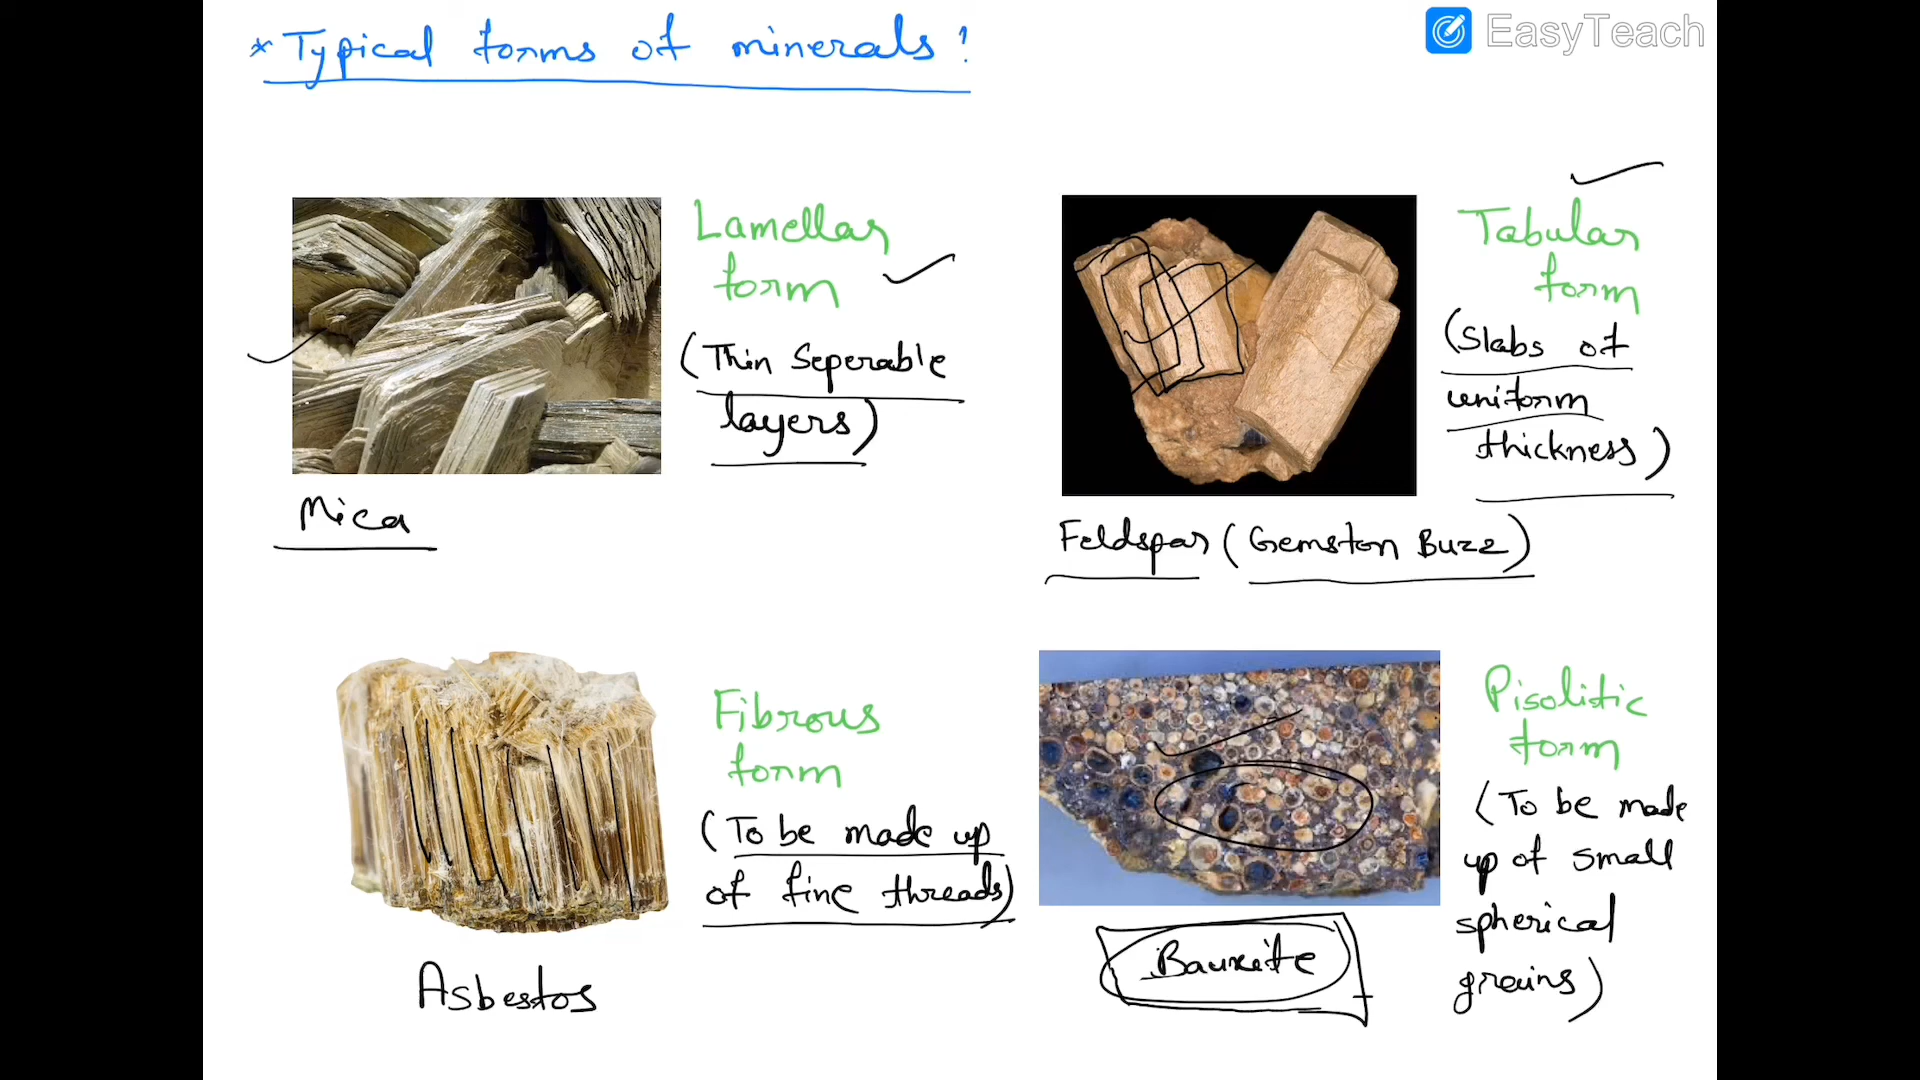 * Typical forms of minerals:
EasyTeach
Lamellar
form
(Thin Seperable
layers)
Mica
Tabular
form
(Slabs of
uniform
thickness)
Feldspar (Gemston Buzz)
Fibrous
form
(To be made up
of fine threads)
Asbestos
Pisolitic
form
(To be made
up of small
spherical
grains)
Bauxite